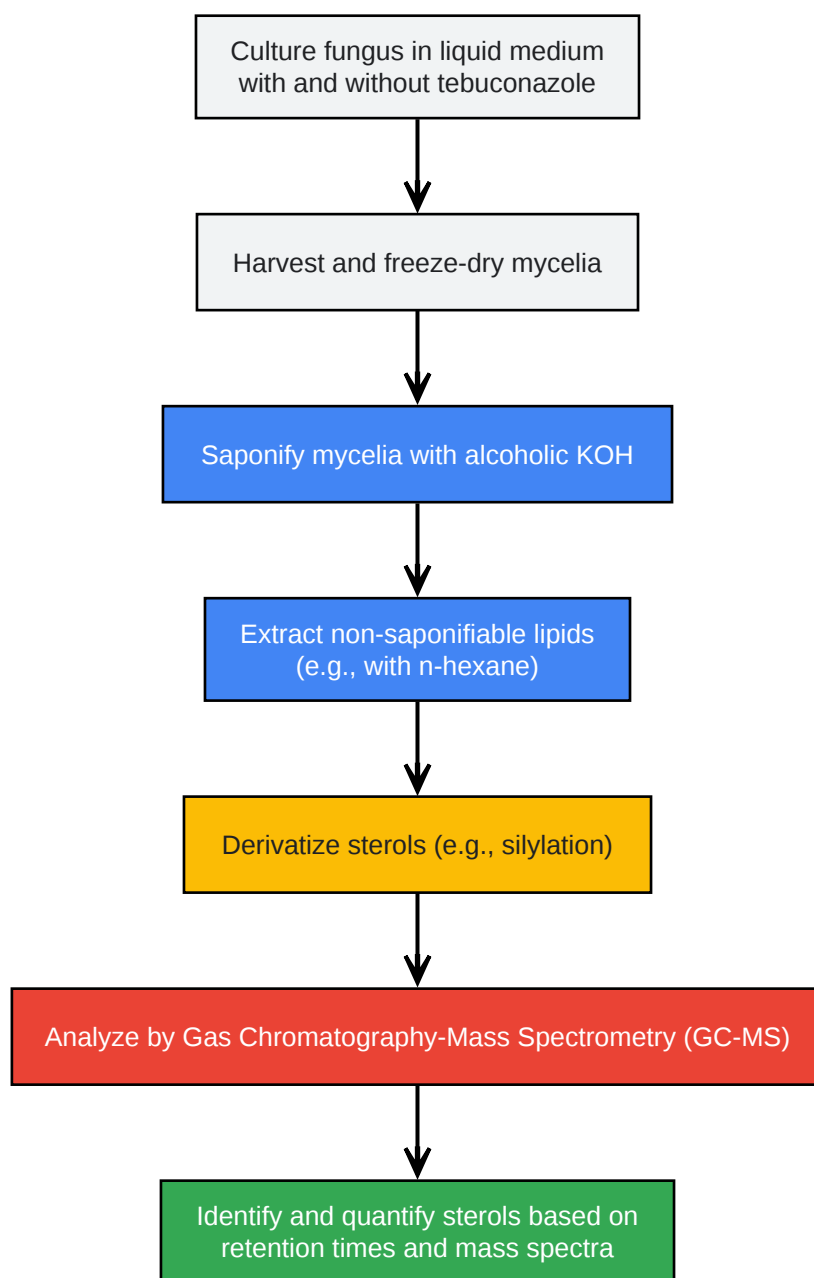 Culture fungus in liquid medium
with and without tebuconazole
Harvest and freeze-dry mycelia
Saponify mycelia with alcoholic KOH
Extract non-saponifiable lipids
(e.g., with n-hexane)
Derivatize sterols (e.g., silylation)
Analyze by Gas Chromatography-Mass Spectrometry (GC-MS)
Identify and quantify sterols based on
retention times and mass spectra